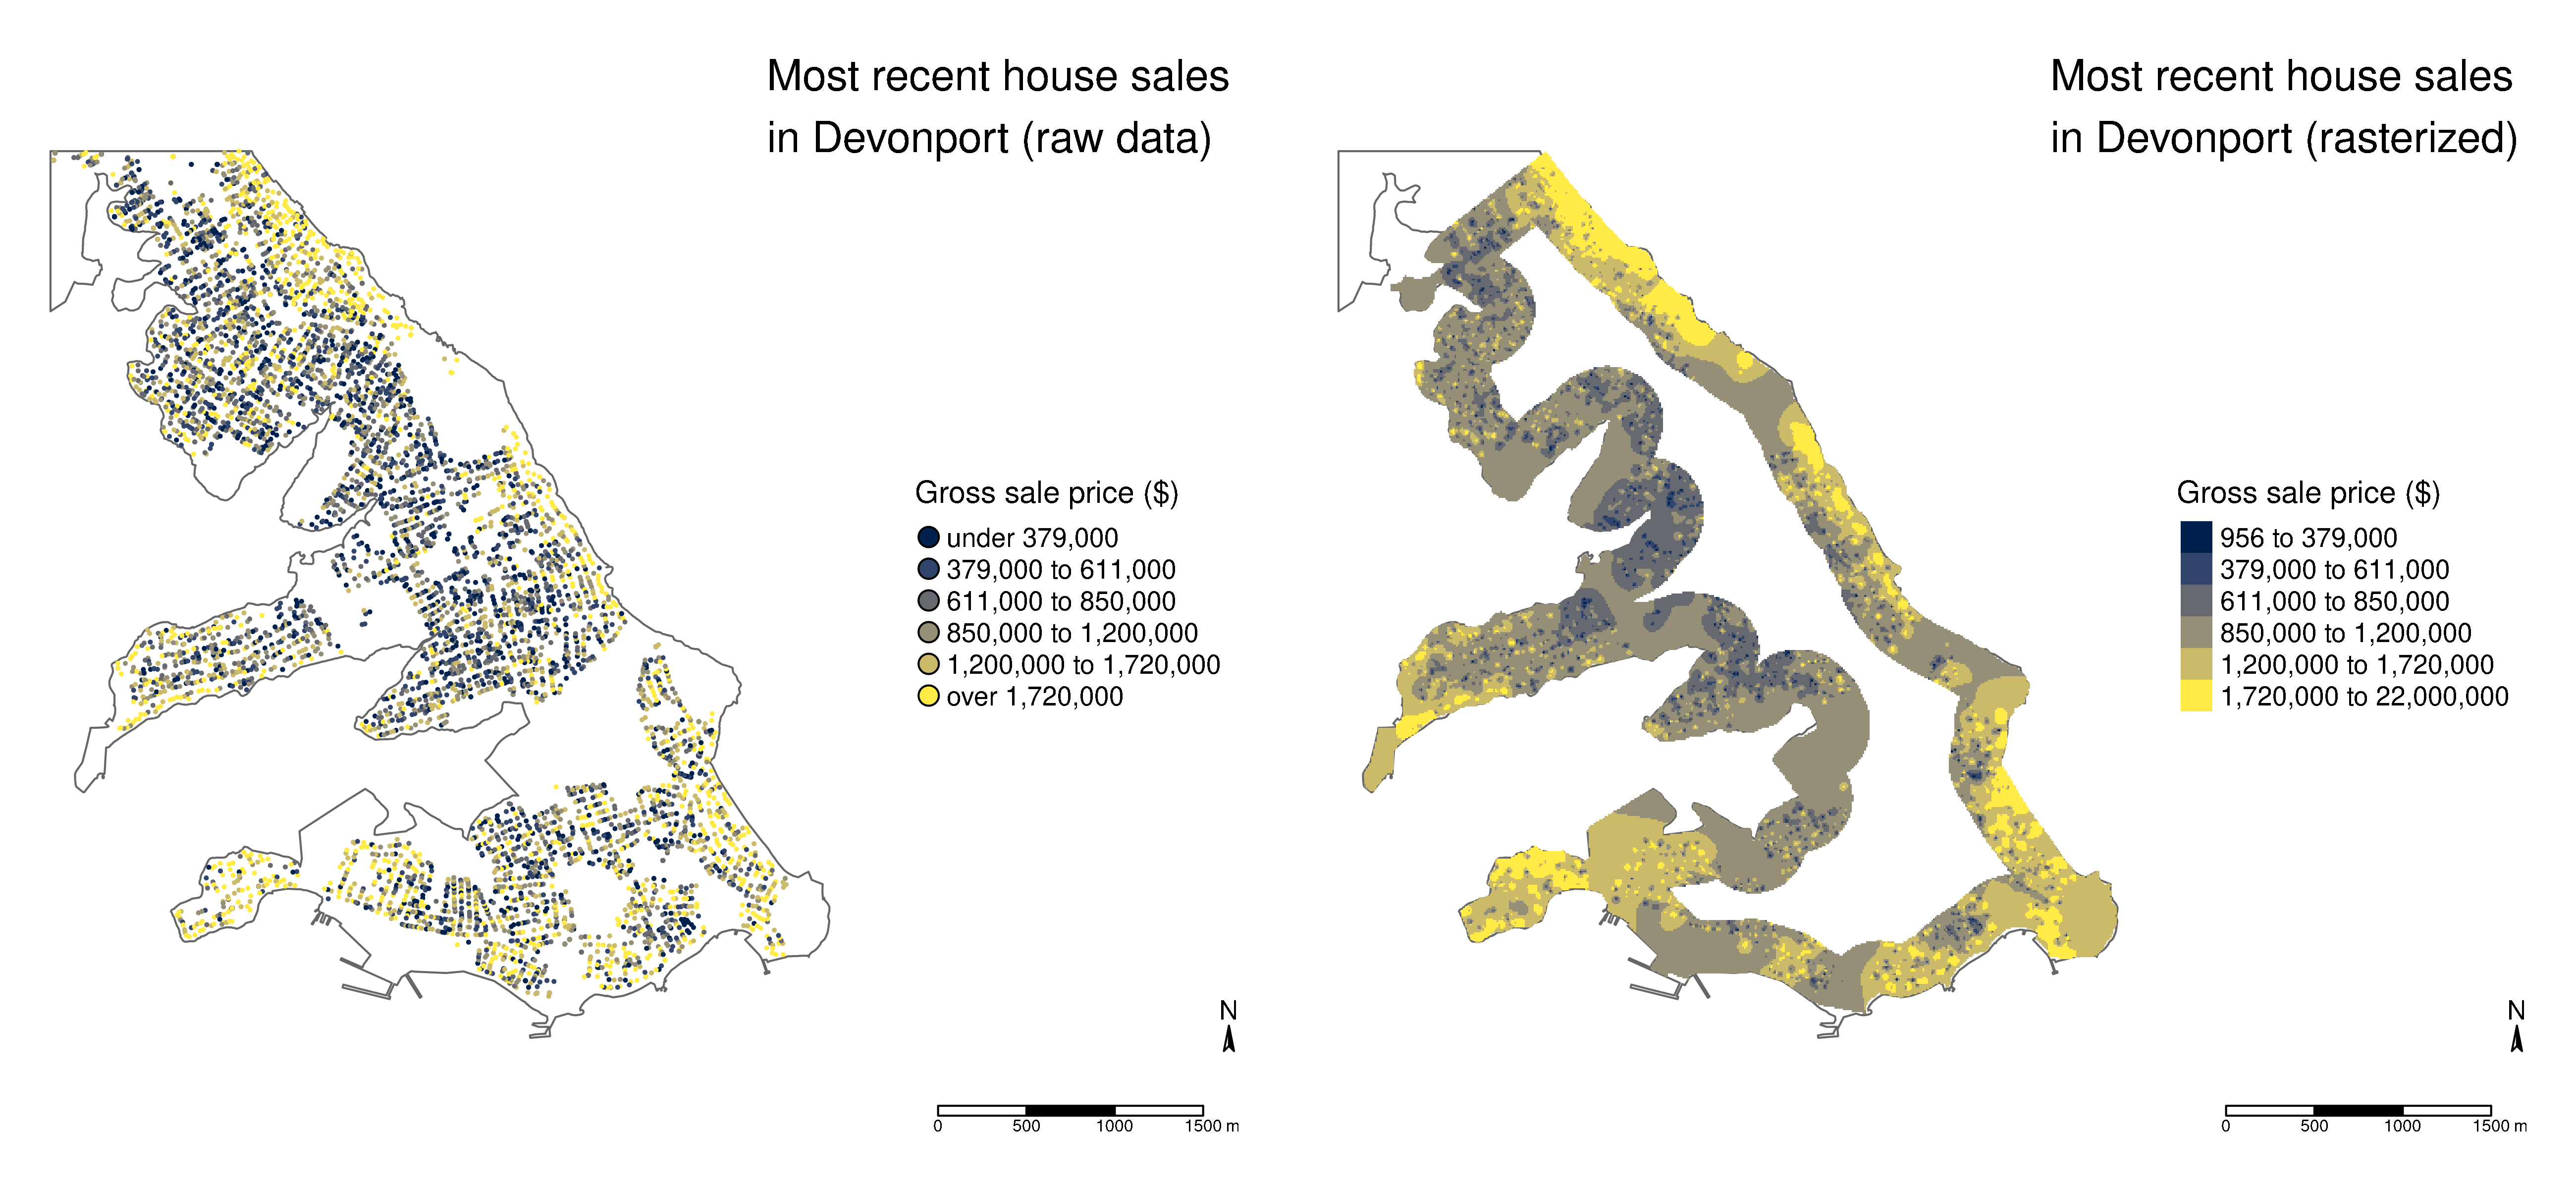 Most recent house sales
in Devonport (raw data)
Gross sale price ($)
under 379,000
379,000 to 611,000
611,000 to 850,000
850,000 to 1,200,000
1,200,000 to 1,720,000
over 1,720,000
N
0 500 1000 1500 m
Most recent house sales
in Devonport (rasterized)
Gross sale price ($)
956 to 379,000
379,000 to 611,000
611,000 to 850,000
850,000 to 1,200,000
1,200,000 to 1,720,000
1,720,000 to 22,000,000
N
0 500 1000 1500 m